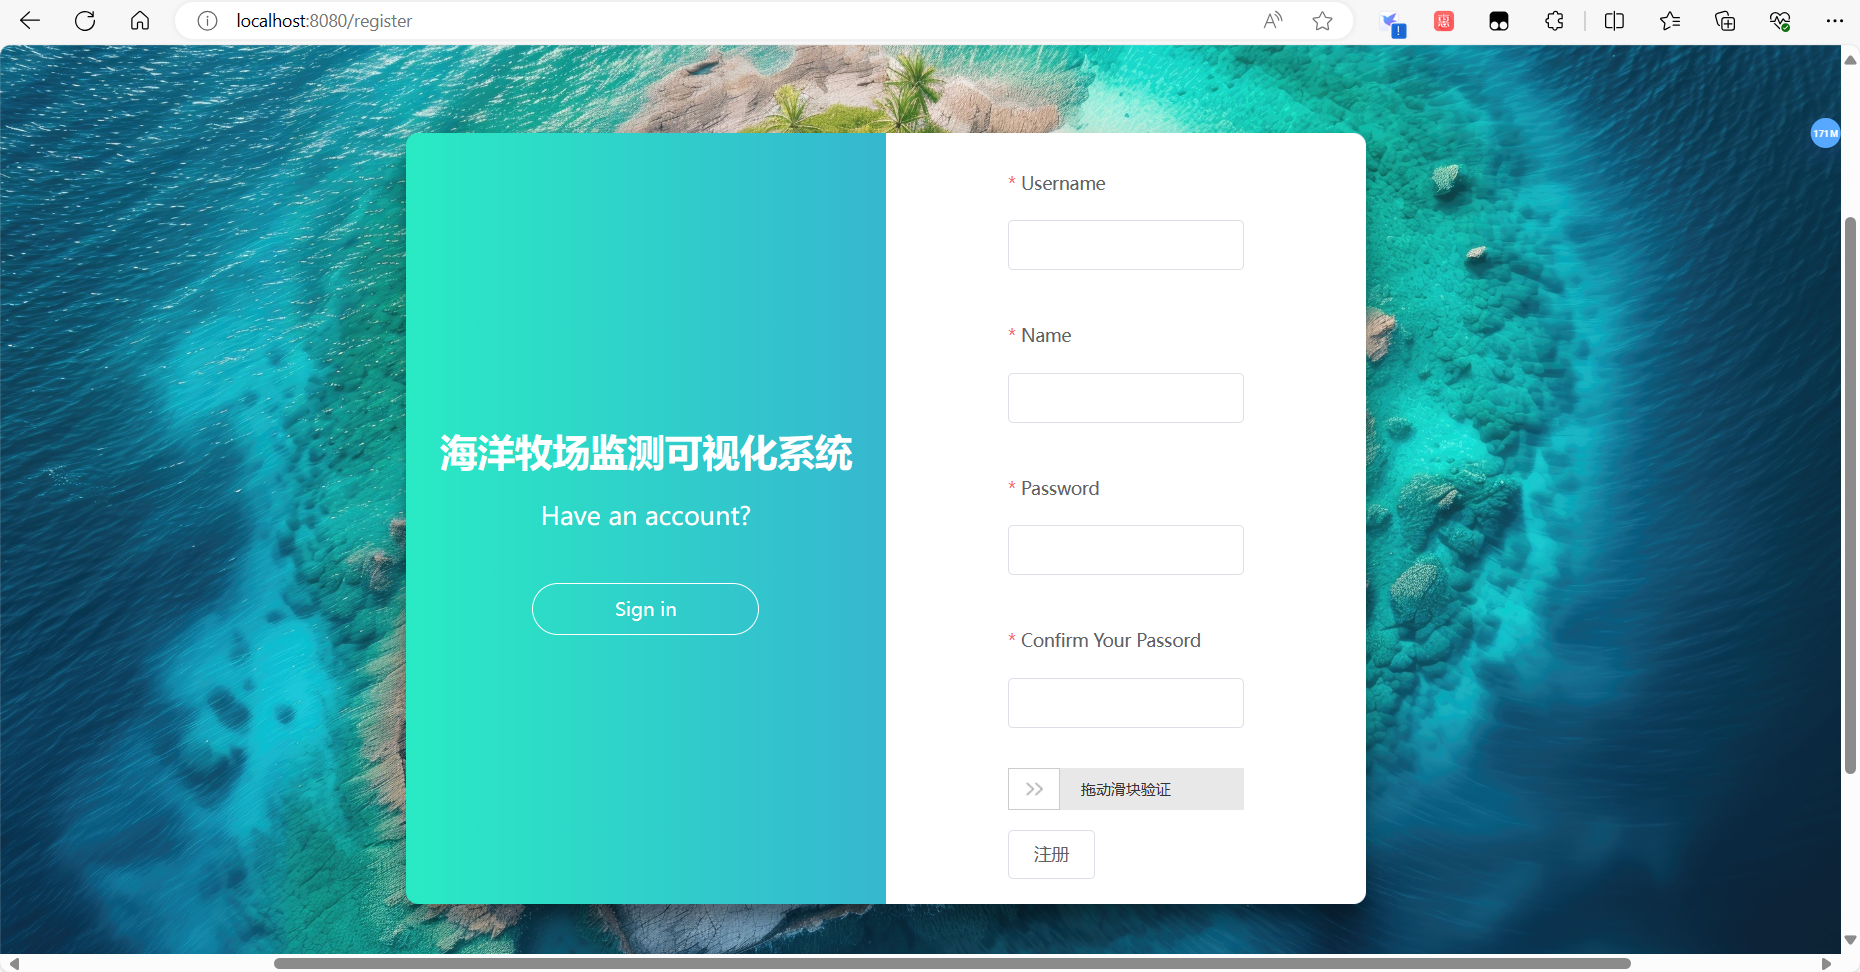 localhost:8080/register
171M
海洋牧场监测可视化系统
Have an account?
Sign in
* Username
* Name
* Password
* Confirm Your Passord
拖动滑块验证
注册